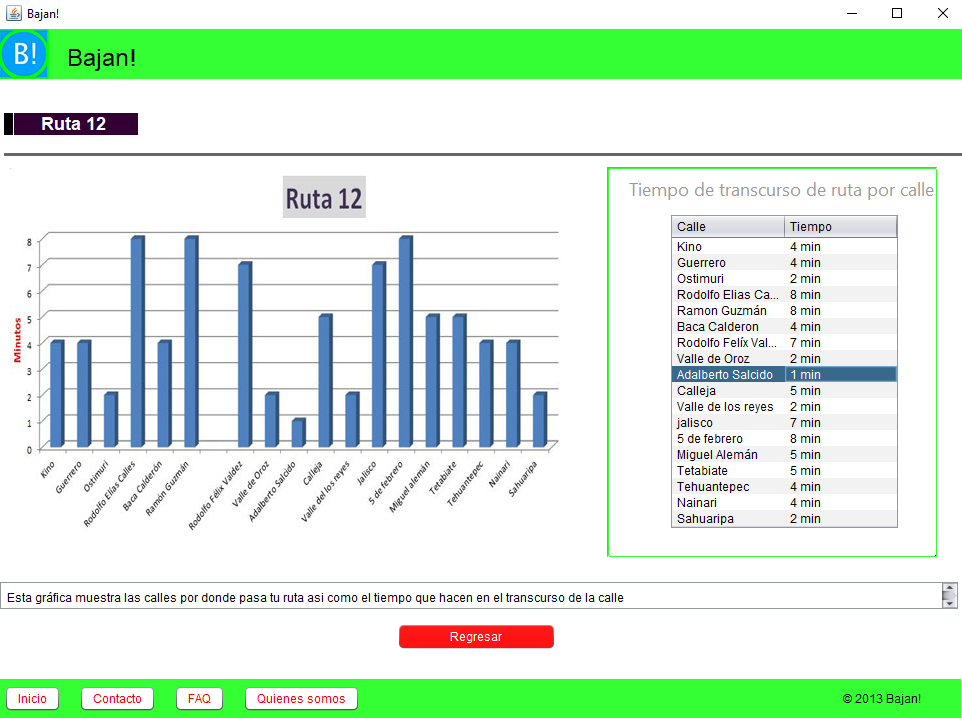 Bajan!
B! Bajan!
Ruta 12
Ruta 12
Minutos
8
7
6
5
4
3
2
1
0
Kino
Guerrero
Ostimuri
Rodolfo Elías Calles
Baca Calderón
Ramón Guzmán
Rodolfo Félix Valdez
Valle de Oroz
Adalberto Salcido
Calleja
Valle del los reyes
Jalisco
5 de febrero
Miguel alemán
Tetabiate
Tehuantepec
Nainari
Sahuaripa
Tiempo de transcurso de ruta por calle
Calle Tiempo
Kino 4 min
Guerrero 4 min
Ostimuri 2 min
Rodolfo Elias Ca... 8 min
Ramon Guzmán 8 min
Baca Calderon 4 min
Rodolfo Felíx Val... 7 min
Valle de Oroz 2 min
Adalberto Salcido 1 min
Calleja 5 min
Valle de los reyes 2 min
jalisco 7 min
5 de febrero 8 min
Miguel Alemán 5 min
Tetabiate 5 min
Tehuantepec 4 min
Nainari 4 min
Sahuaripa 2 min
Esta gráfica muestra las calles por donde pasa tu ruta asi como el tiempo que hacen en el transcurso de la calle
Regresar
Inicio Contacto FAQ Quienes somos © 2013 Bajan!